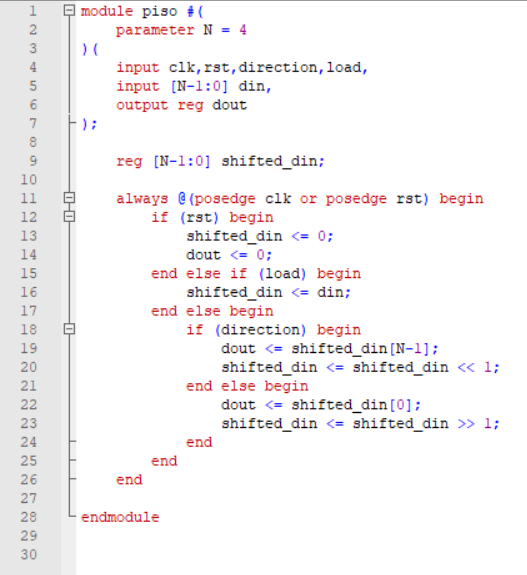 1 module piso #(
2     parameter N = 4
3 )(
4     input clk,rst,direction,load,
5     input [N-1:0] din,
6     output reg dout
7 );
8
9     reg [N-1:0] shifted_din;
10
11     always @(posedge clk or posedge rst) begin
12         if (rst) begin
13             shifted_din <= 0;
14             dout <= 0;
15         end else if (load) begin
16             shifted_din <= din;
17         end else begin
18             if (direction) begin
19                 dout <= shifted_din[N-1];
20                 shifted_din <= shifted_din << 1;
21             end else begin
22                 dout <= shifted_din[0];
23                 shifted_din <= shifted_din >> 1;
24             end
25         end
26     end
27
28 endmodule
29
30